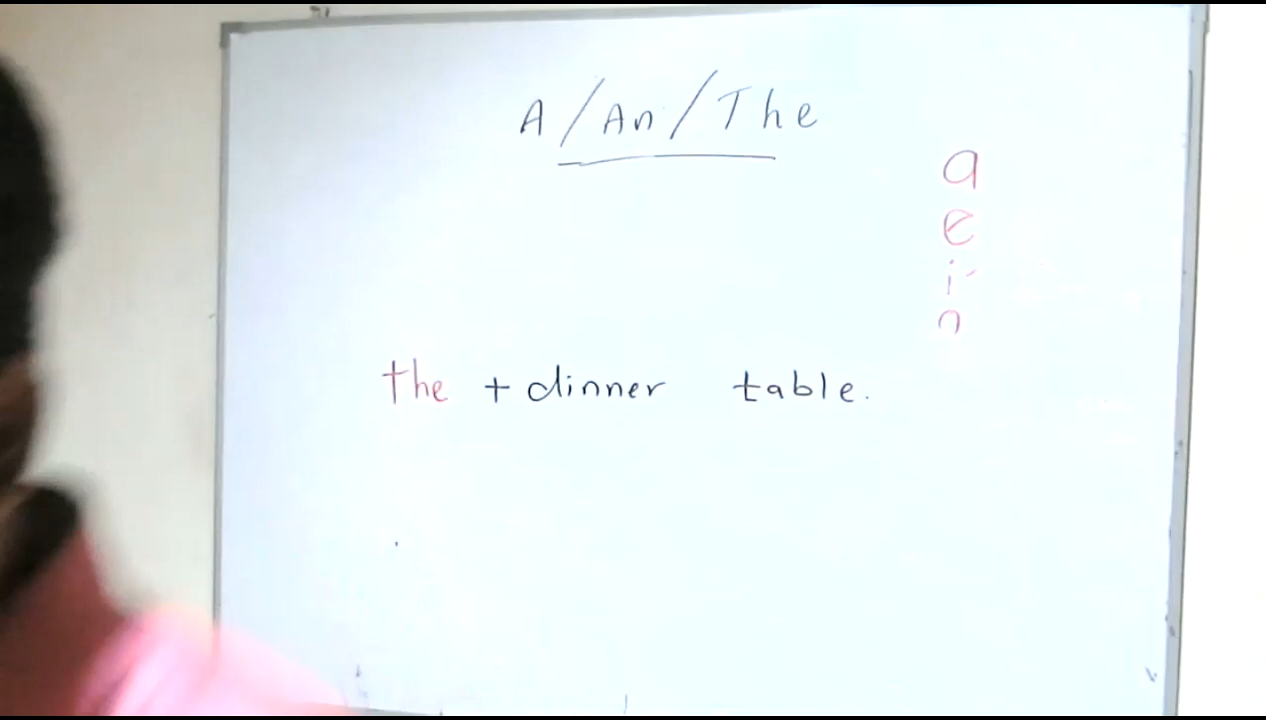 A/An/The
a
e
i
o
the + dinner table.